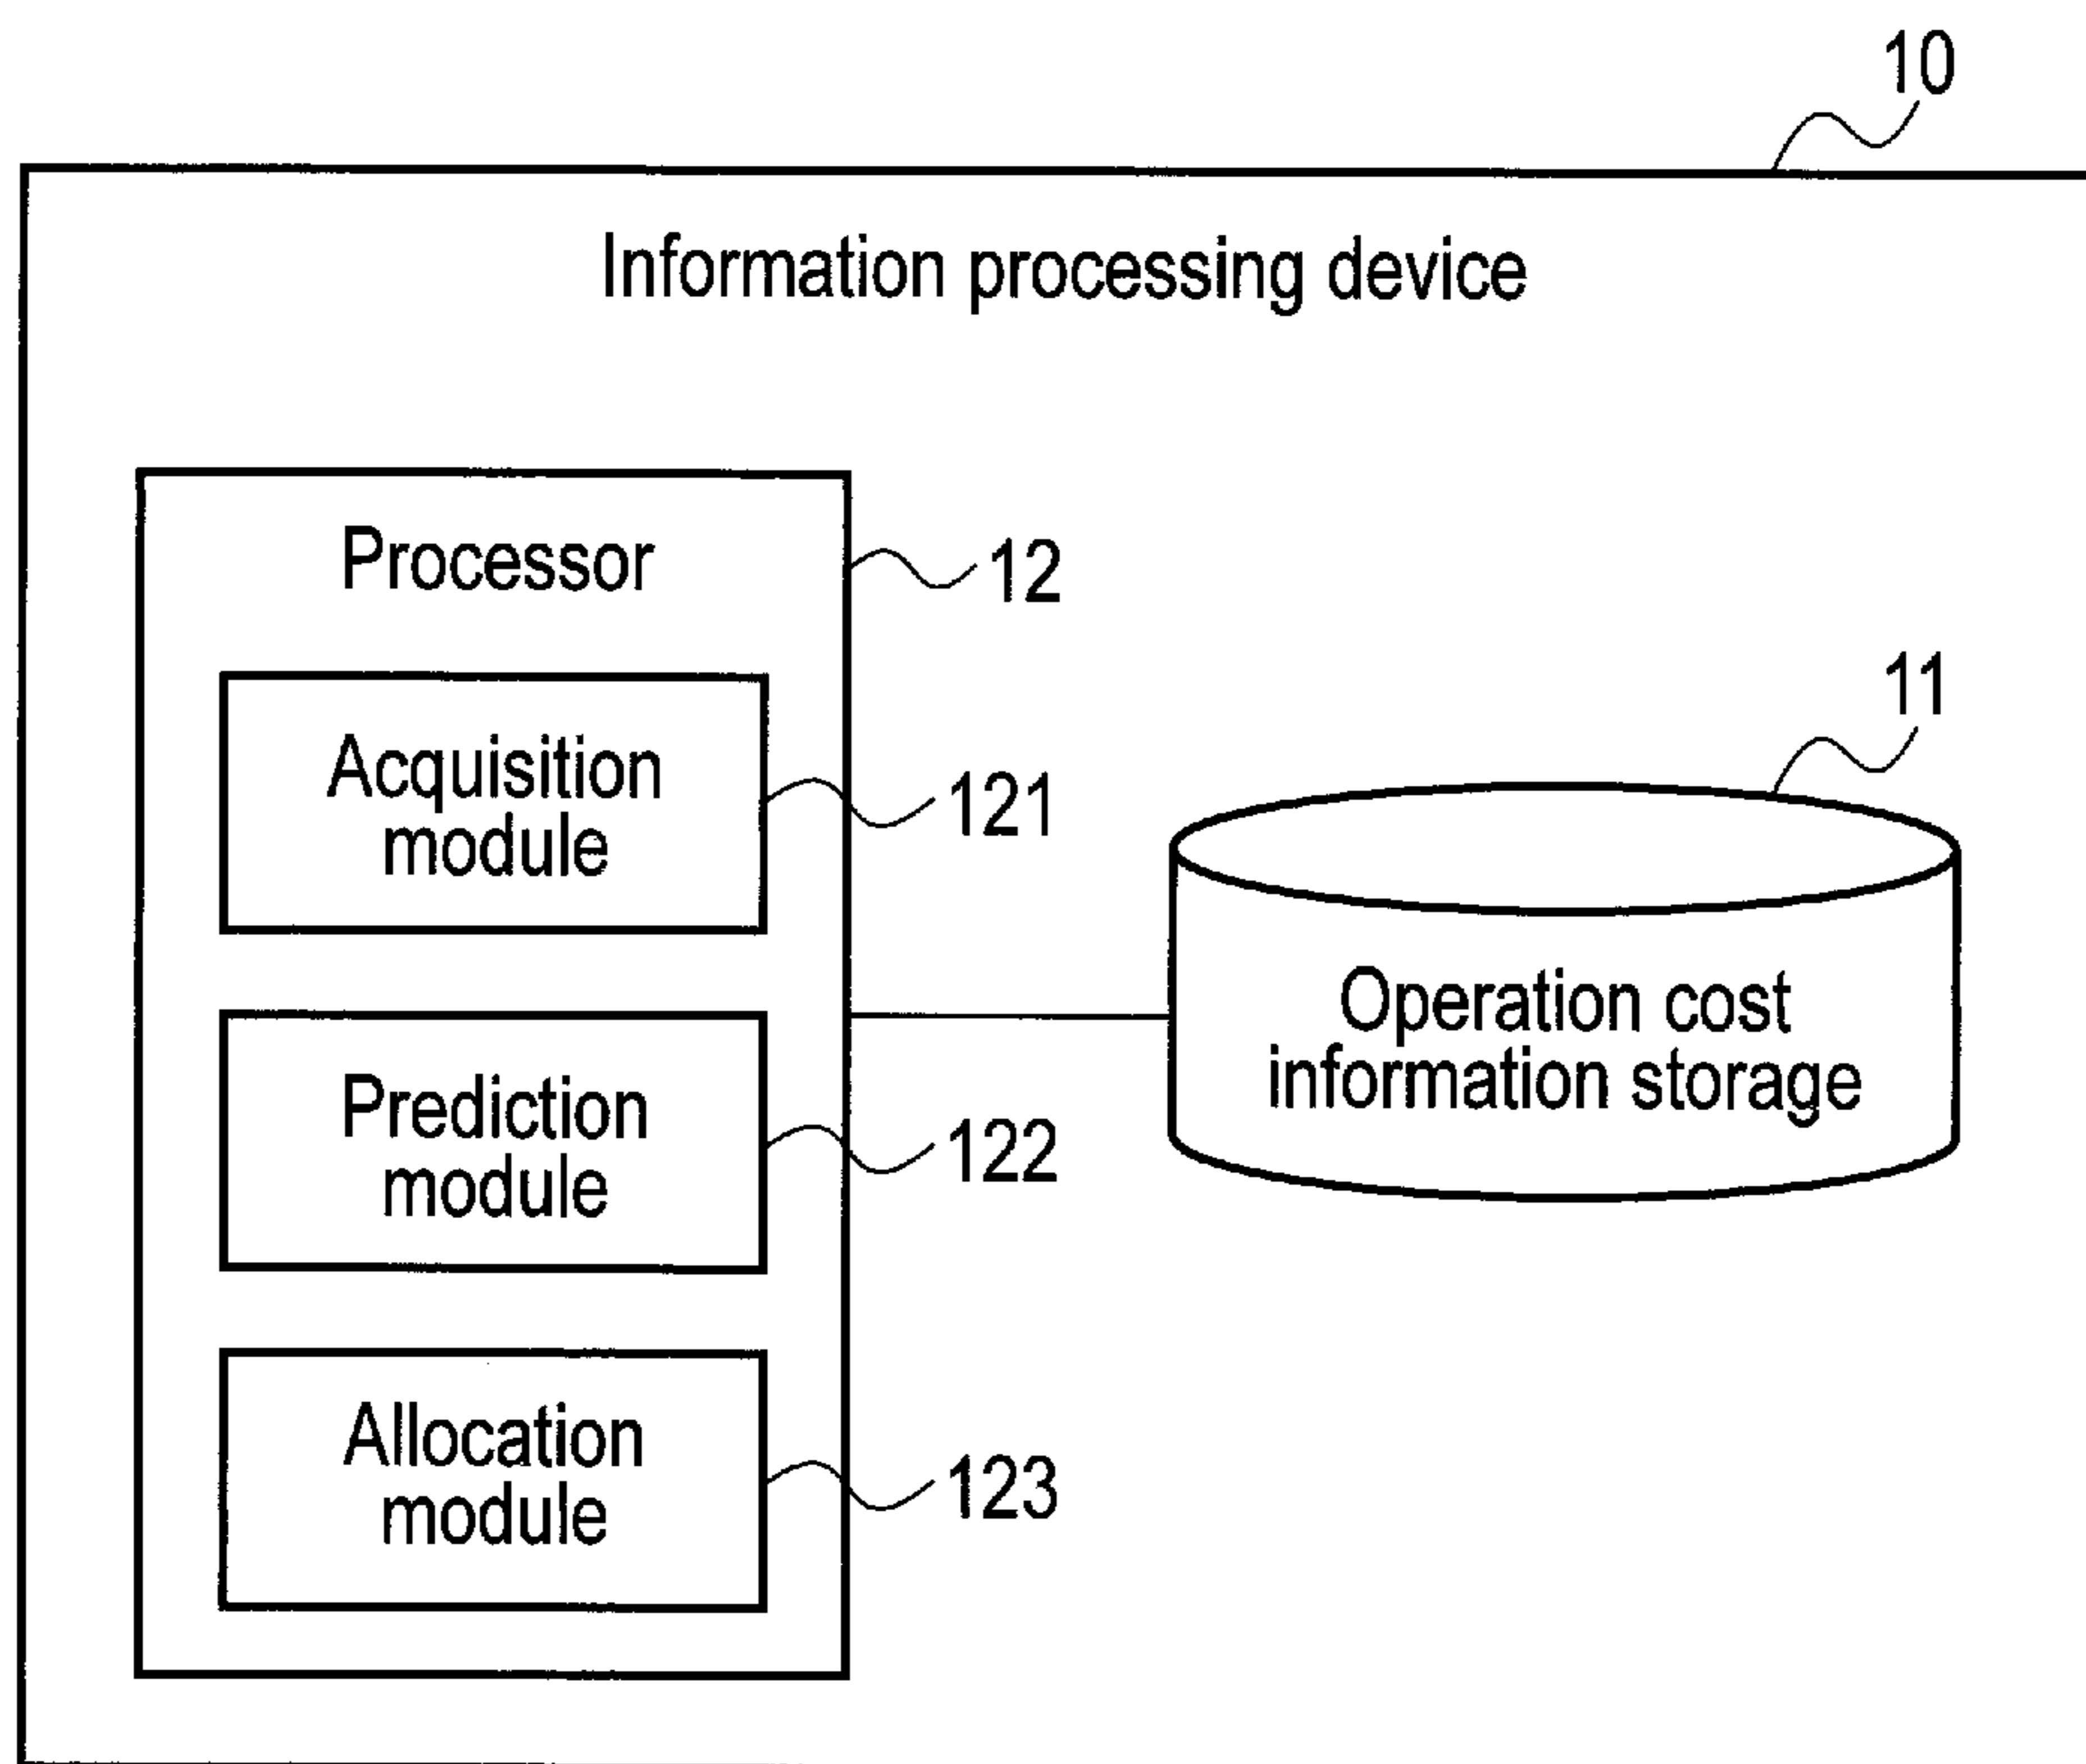 10
Information processing device
Processor
12
Acquisition
module
121
11
Operation cost
information storage
Prediction
module
122
Allocation
module
123